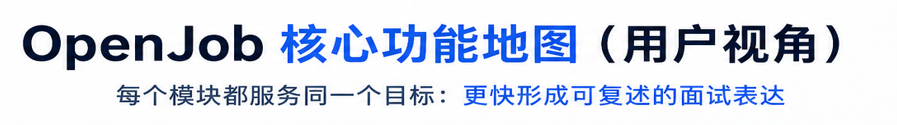 OpenJob 核心功能地图（用户视角）
每个模块都服务同一个目标：更快形成可复述的面试表达